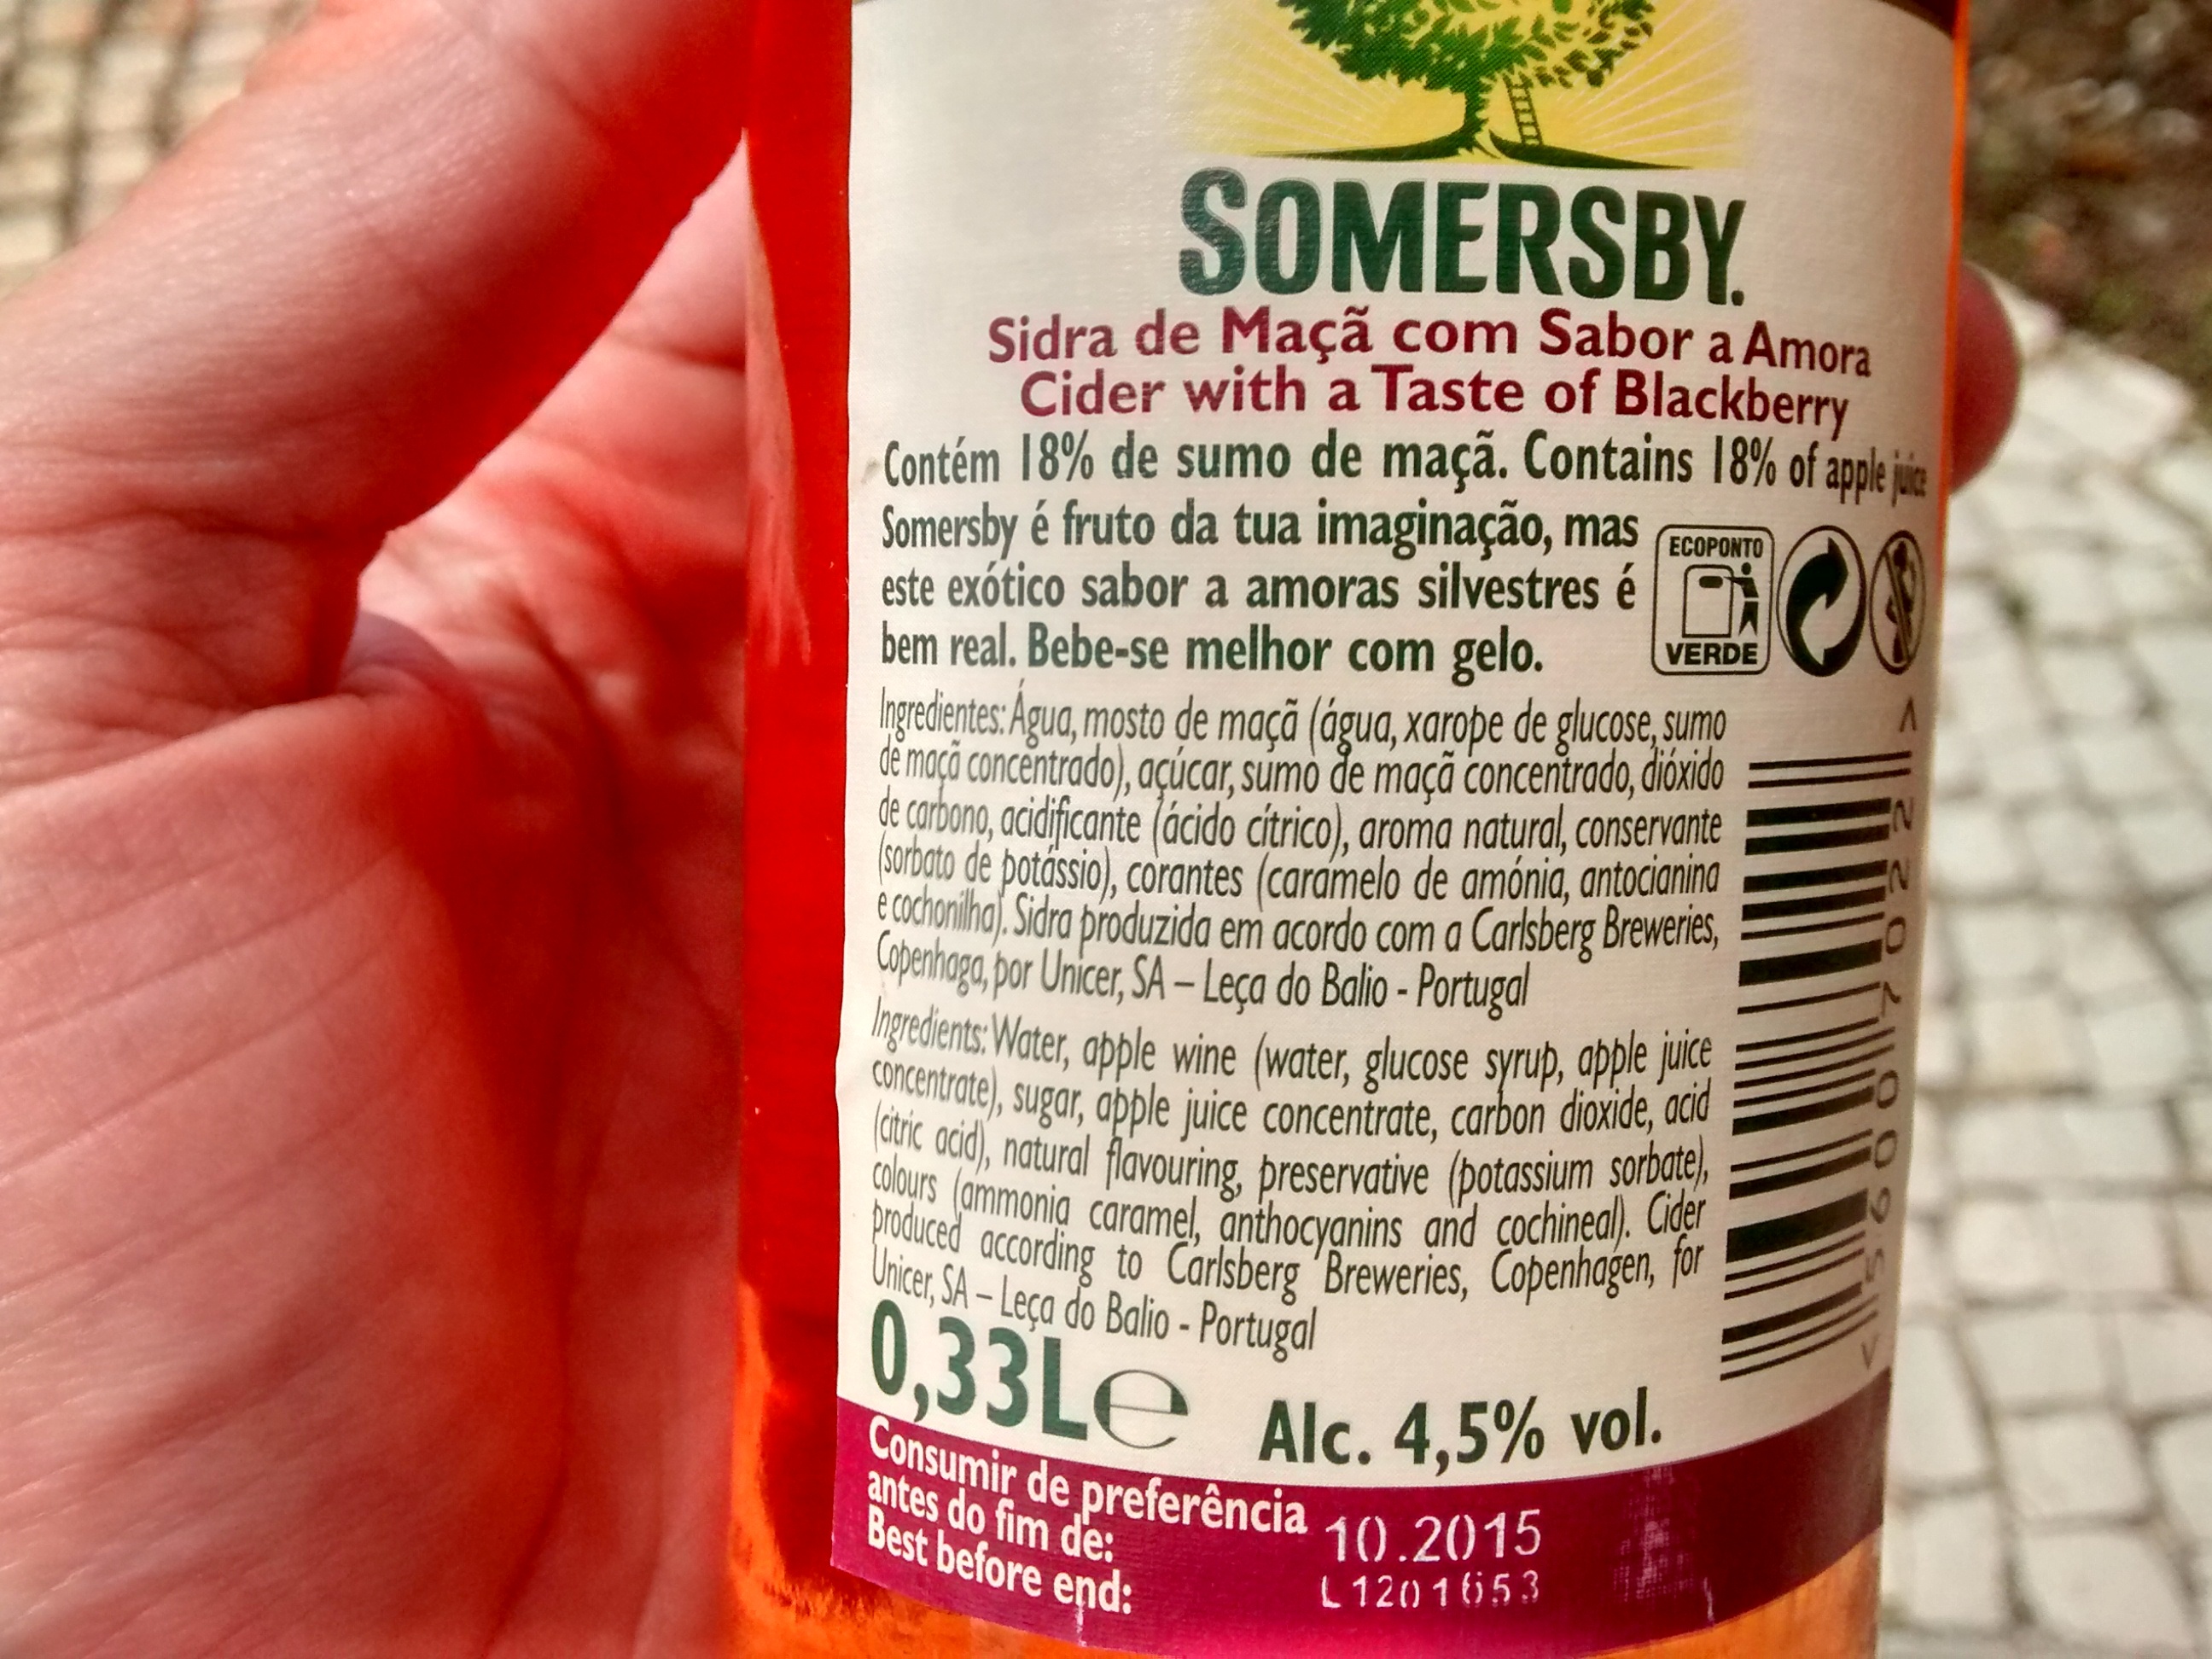 SOMERSBY.
Sidra de Maçã com Sabor a Amora
Cider with a Taste of Blackberry
Contém 18% de sumo de maçã. Contains 18% of apple juice
Somersby é fruto da tua imaginação, mas
este exótico sabor a amoras silvestres é
bem real. Bebe-se melhor com gelo.
ECOPONTO
VERDE
Ingredientes: Água, mosto de maçã (água, xarope de glucose, sumo
de maçã concentrado), açúcar, sumo de maçã concentrado, dióxido
de carbono, acidificante (ácido cítrico), aroma natural, conservante
(sorbato de potássio), corantes (caramelo de amónia, antocianina
e cochonilha). Sidra produzida em acordo com a Carlsberg Breweries,
Copenhaga, por Unicer, SA – Leça do Balio - Portugal
Ingredients: Water, apple wine (water, glucose syrup, apple juice
concentrate), sugar, apple juice concentrate, carbon dioxide, acid
(citric acid), natural flavouring, preservative (potassium sorbate),
colours (ammonia caramel, anthocyanins and cochineal). Cider
produced according to Carlsberg Breweries, Copenhagen, for
Unicer, SA – Leça do Balio - Portugal
< 5600070222 >
0,33L e Alc. 4,5% vol.
Consumir de preferência
antes do fim de:
Best before end:
10.2015
L1201653